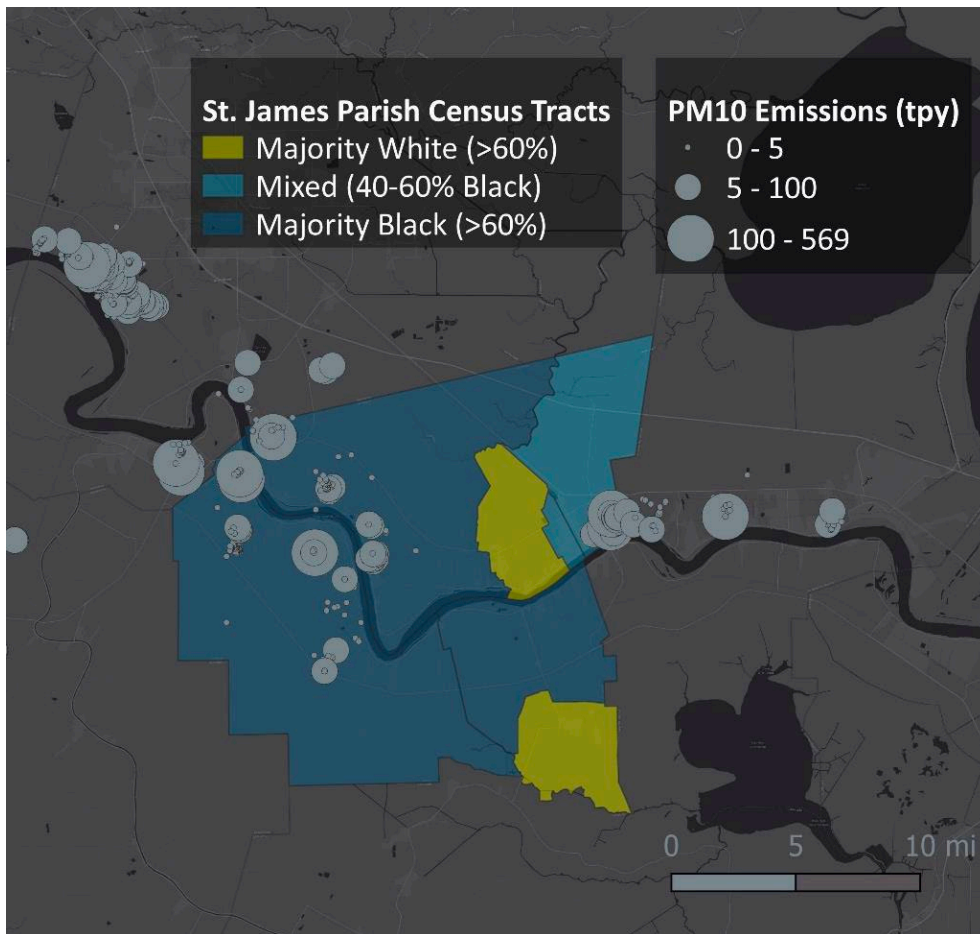 St. James Parish Census Tracts
Majority White (>60%)
Mixed (40-60% Black)
Majority Black (>60%)
PM10 Emissions (tpy)
0 - 5
5 - 100
100 - 569
0 5 10 mi